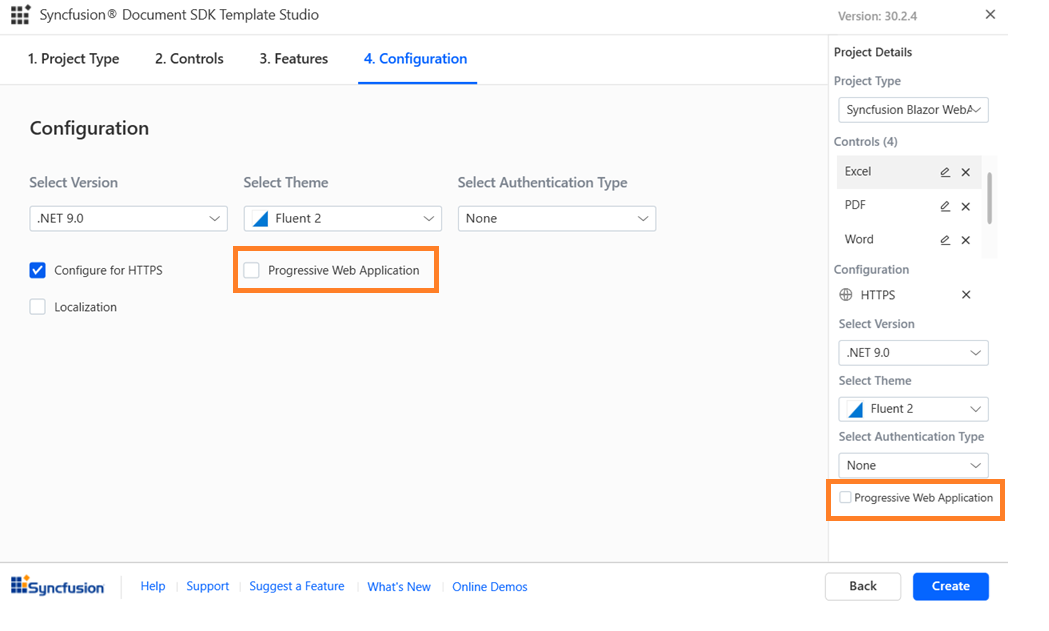 Syncfusion® Document SDK Template Studio
Version: 30.2.4
1. Project Type
2. Controls
3. Features
4. Configuration
Configuration
Select Version
Select Theme
Select Authentication Type
.NET 9.0
Fluent 2
None
Configure for HTTPS
Progressive Web Application
Localization
Project Details
Project Type
Syncfusion Blazor WebA
Controls (4)
Excel
PDF
Word
Configuration
HTTPS
Select Version
.NET 9.0
Select Theme
Fluent 2
Select Authentication Type
None
Progressive Web Application
Syncfusion
Help
Support
Suggest a Feature
What's New
Online Demos
Back
Create